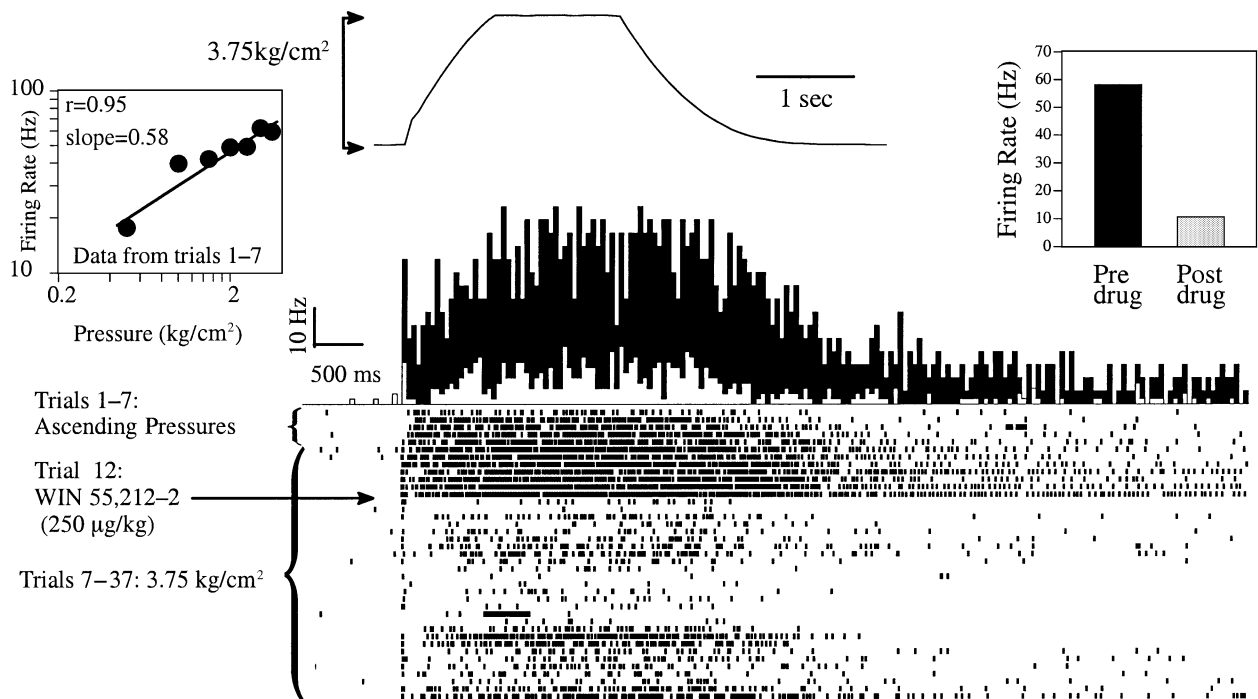 3.75kg/cm²
1 sec
100
10
Firing Rate (Hz)
r=0.95
slope=0.58
Data from trials 1–7
0.2
2
Pressure (kg/cm²)
70
60
50
40
30
20
10
0
Firing Rate (Hz)
Pre
drug
Post
drug
10 Hz
500 ms
Trials 1–7:
Ascending Pressures
Trial 12:
WIN 55,212–2
(250 µg/kg)
Trials 7–37: 3.75 kg/cm²